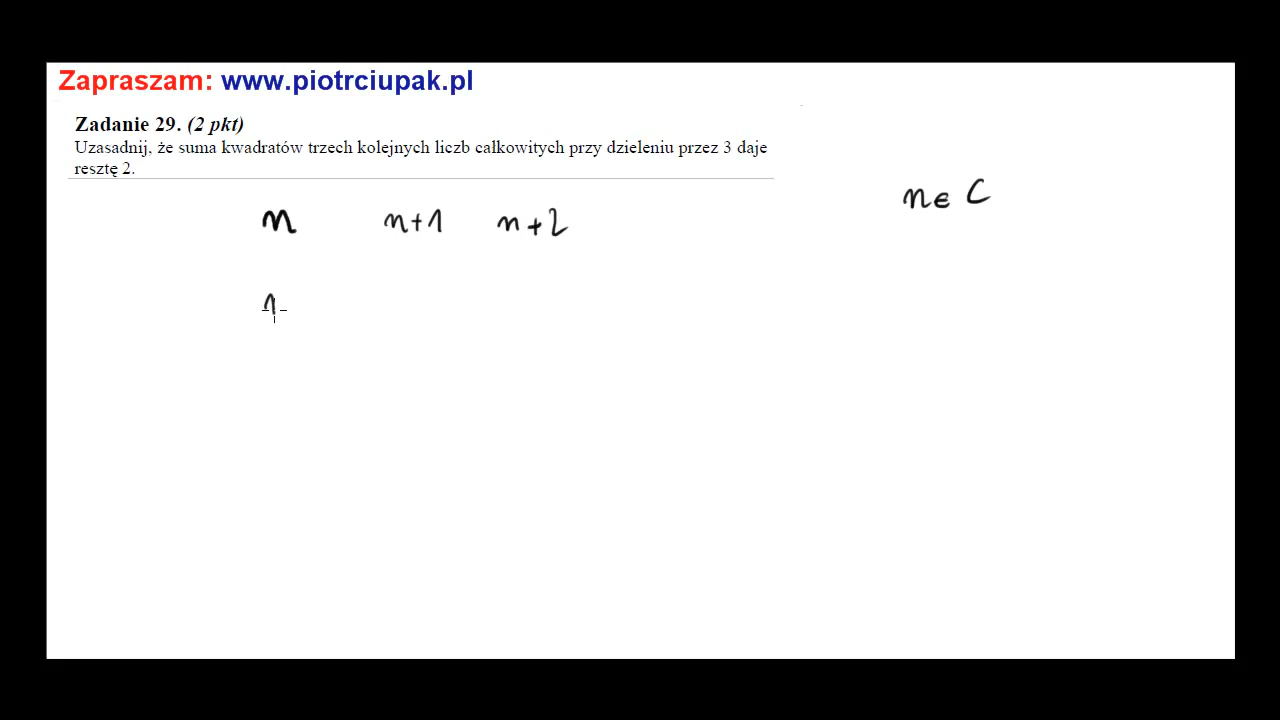 Zapraszam: www.piotrciupak.pl
Zadanie 29. (2 pkt)
Uzasadnij, że suma kwadratów trzech kolejnych liczb całkowitych przy dzieleniu przez 3 daje
resztę 2.
n n+1 n+2 n∈ C